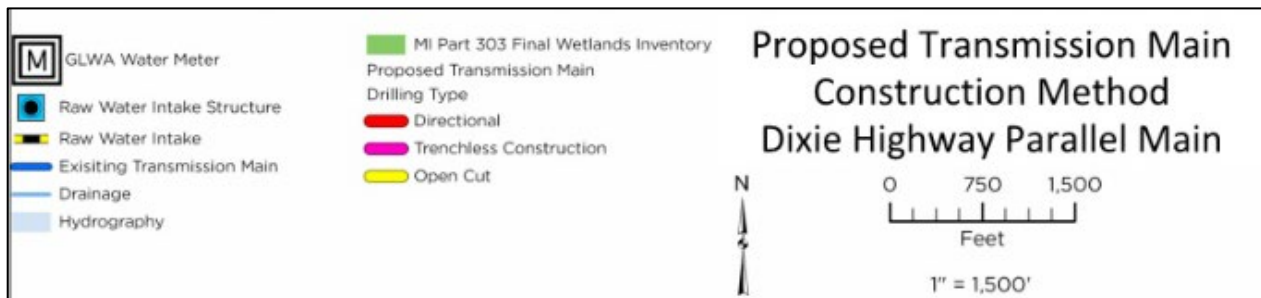 M
GLWA Water Meter
Raw Water Intake Structure
Raw Water Intake
Exisiting Transmission Main
Drainage
Hydrography
MI Part 303 Final Wetlands Inventory
Proposed Transmission Main
Drilling Type
Directional
Trenchless Construction
Open Cut
Proposed Transmission Main
Construction Method
Dixie Highway Parallel Main
N
0 750 1,500
Feet
1" = 1,500'